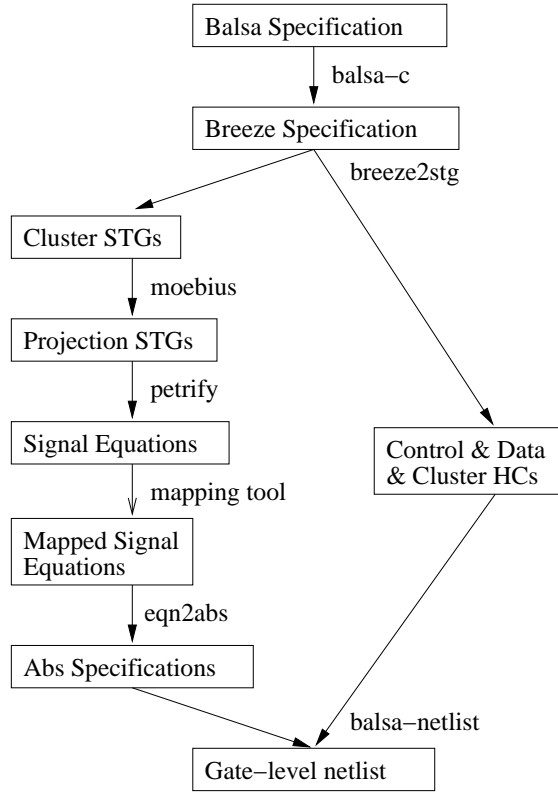 Balsa Specification
balsa−c
Breeze Specification
breeze2stg
Cluster STGs
moebius
Projection STGs
petrify
Signal Equations
Control & Data
& Cluster HCs
mapping tool
Mapped Signal
Equations
eqn2abs
Abs Specifications
balsa−netlist
Gate−level netlist